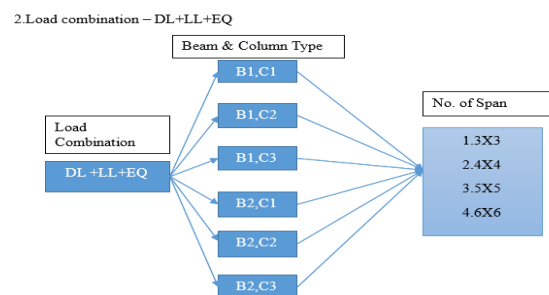 2.Load combination – DL+LL+EQ
Beam & Column Type
B1,C1
B1,C2
B1,C3
B2,C1
B2,C2
B2,C3
Load
Combination
DL +LL+EQ
No. of Span
1.3X3
2.4X4
3.5X5
4.6X6